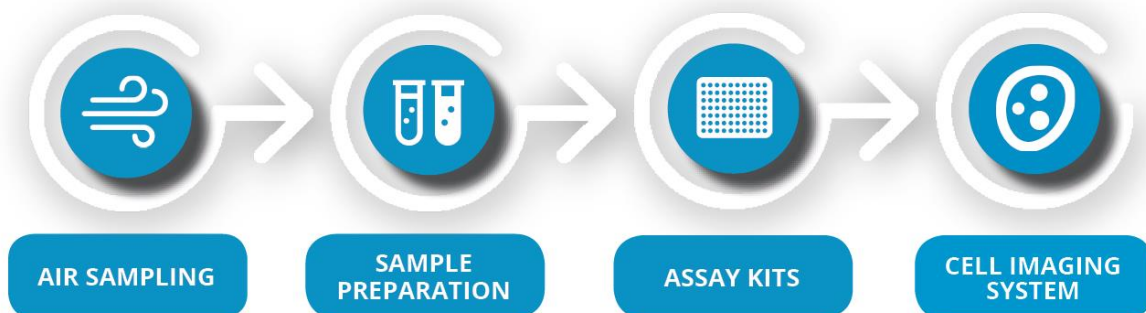 AIR SAMPLING
SAMPLE
PREPARATION
ASSAY KITS
CELL IMAGING
SYSTEM